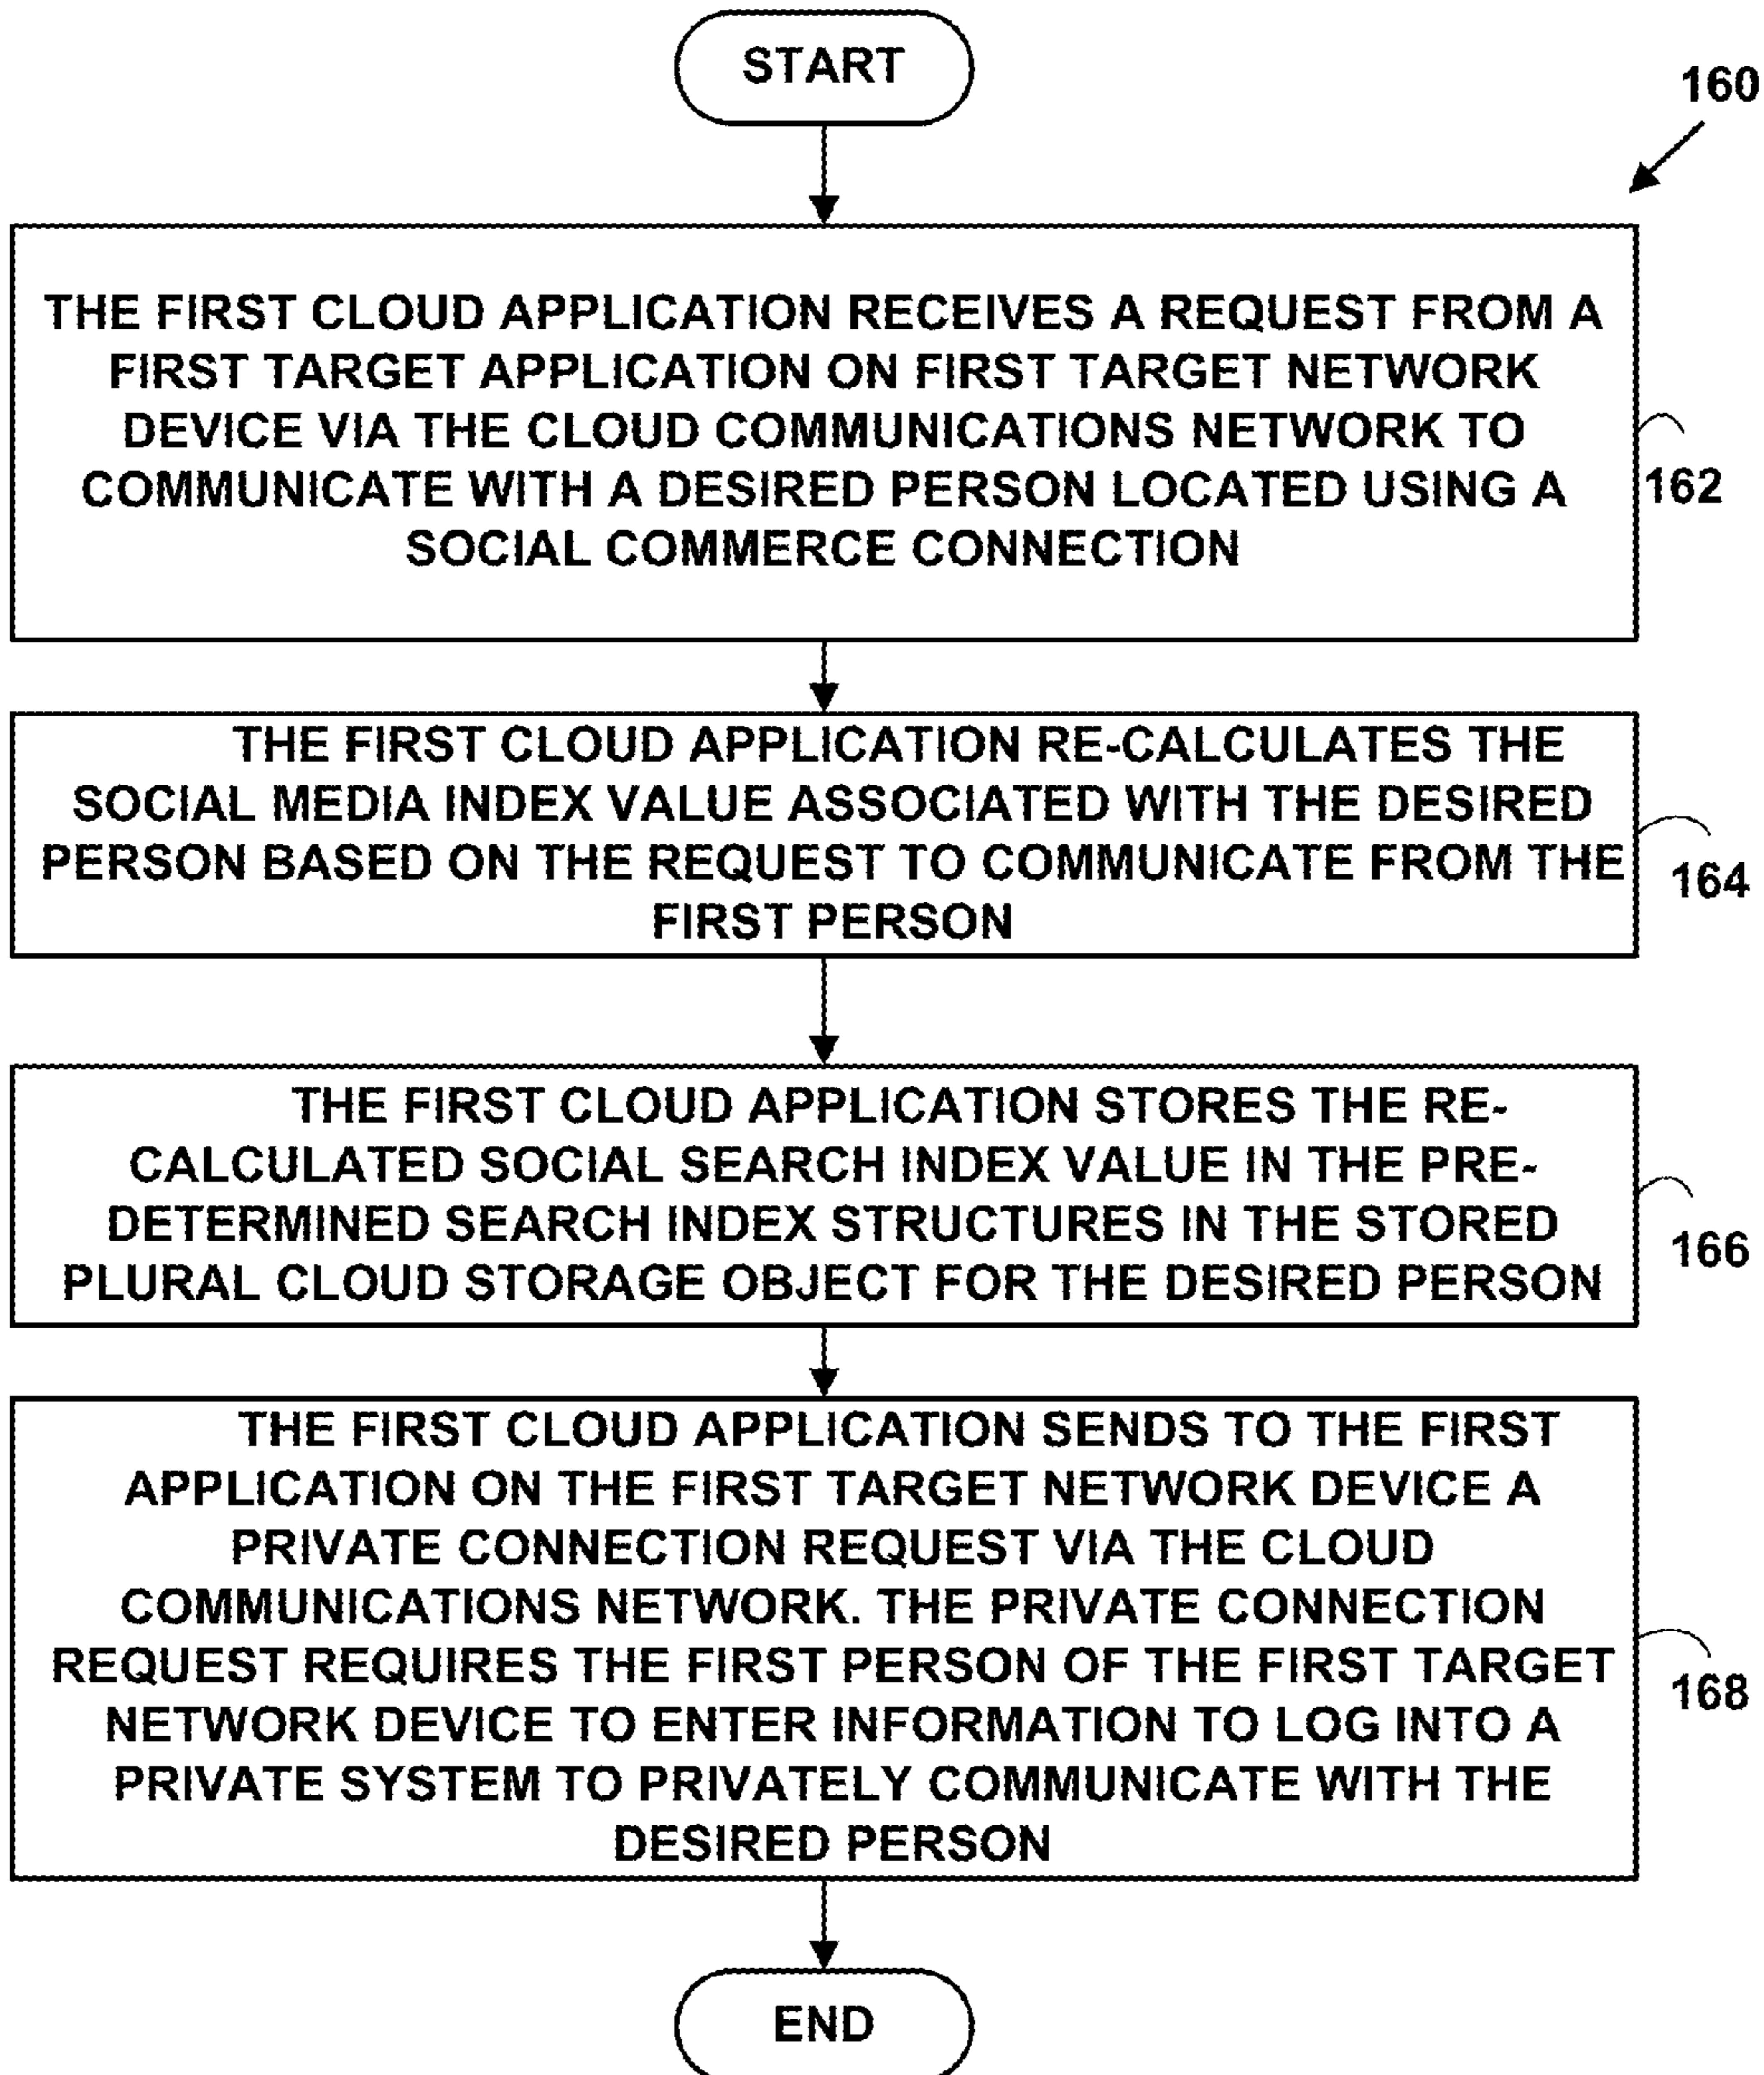 START
160
THE FIRST CLOUD APPLICATION RECEIVES A REQUEST FROM A
FIRST TARGET APPLICATION ON FIRST TARGET NETWORK
DEVICE VIA THE CLOUD COMMUNICATIONS NETWORK TO
COMMUNICATE WITH A DESIRED PERSON LOCATED USING A
SOCIAL COMMERCE CONNECTION
162
THE FIRST CLOUD APPLICATION RE-CALCULATES THE
SOCIAL MEDIA INDEX VALUE ASSOCIATED WITH THE DESIRED
PERSON BASED ON THE REQUEST TO COMMUNICATE FROM THE
FIRST PERSON
164
THE FIRST CLOUD APPLICATION STORES THE RE-
CALCULATED SOCIAL SEARCH INDEX VALUE IN THE PRE-
DETERMINED SEARCH INDEX STRUCTURES IN THE STORED
PLURAL CLOUD STORAGE OBJECT FOR THE DESIRED PERSON
166
THE FIRST CLOUD APPLICATION SENDS TO THE FIRST
APPLICATION ON THE FIRST TARGET NETWORK DEVICE A
PRIVATE CONNECTION REQUEST VIA THE CLOUD
COMMUNICATIONS NETWORK. THE PRIVATE CONNECTION
REQUEST REQUIRES THE FIRST PERSON OF THE FIRST TARGET
NETWORK DEVICE TO ENTER INFORMATION TO LOG INTO A
PRIVATE SYSTEM TO PRIVATELY COMMUNICATE WITH THE
DESIRED PERSON
168
END